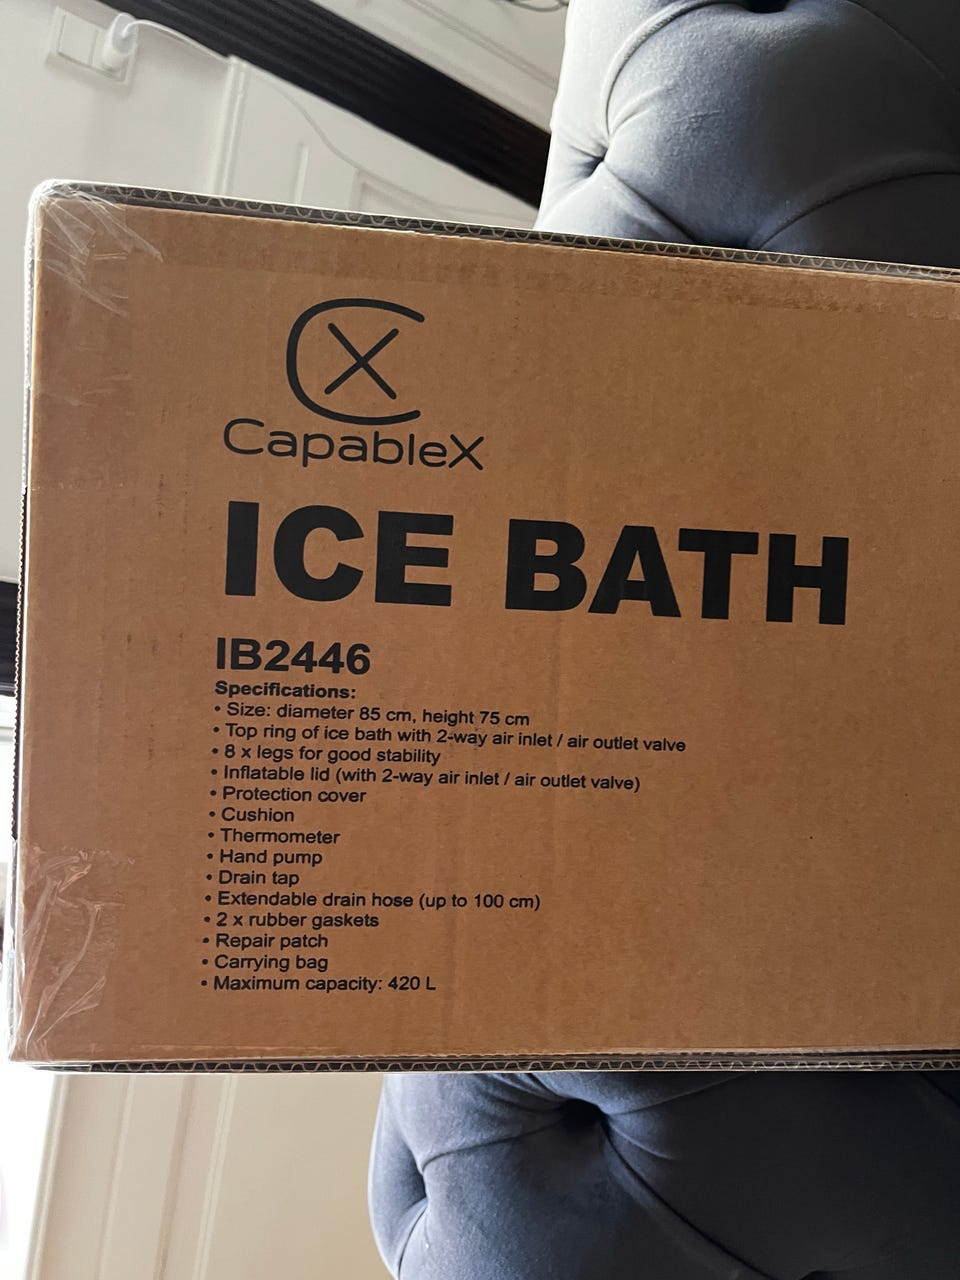 CX
CapableX
ICE BATH
IB2446
Specifications:
• Size: diameter 85 cm, height 75 cm
• Top ring of ice bath with 2-way air inlet / air outlet valve
• 8 x legs for good stability
• Inflatable lid (with 2-way air inlet / air outlet valve)
• Protection cover
• Cushion
• Thermometer
• Hand pump
• Drain tap
• Extendable drain hose (up to 100 cm)
• 2 x rubber gaskets
• Repair patch
• Carrying bag
• Maximum capacity: 420 L